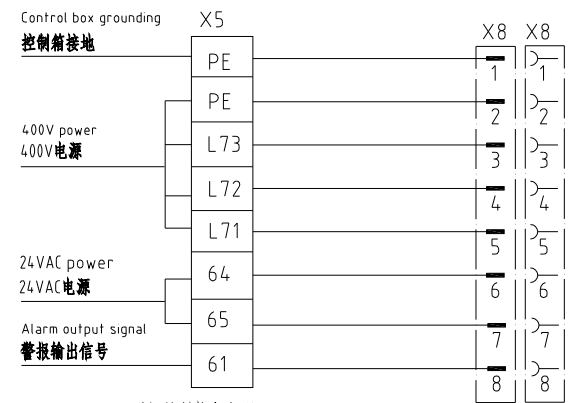 Control box grounding
控制箱接地
X5
X8 X8
PE 1 1
PE 2 2
400V power
400V电源
L73 3 3
L72 4 4
L71 5 5
24VAC power
24VAC电源
64 6 6
65 7 7
Alarm output signal
警报输出信号
61 8 8